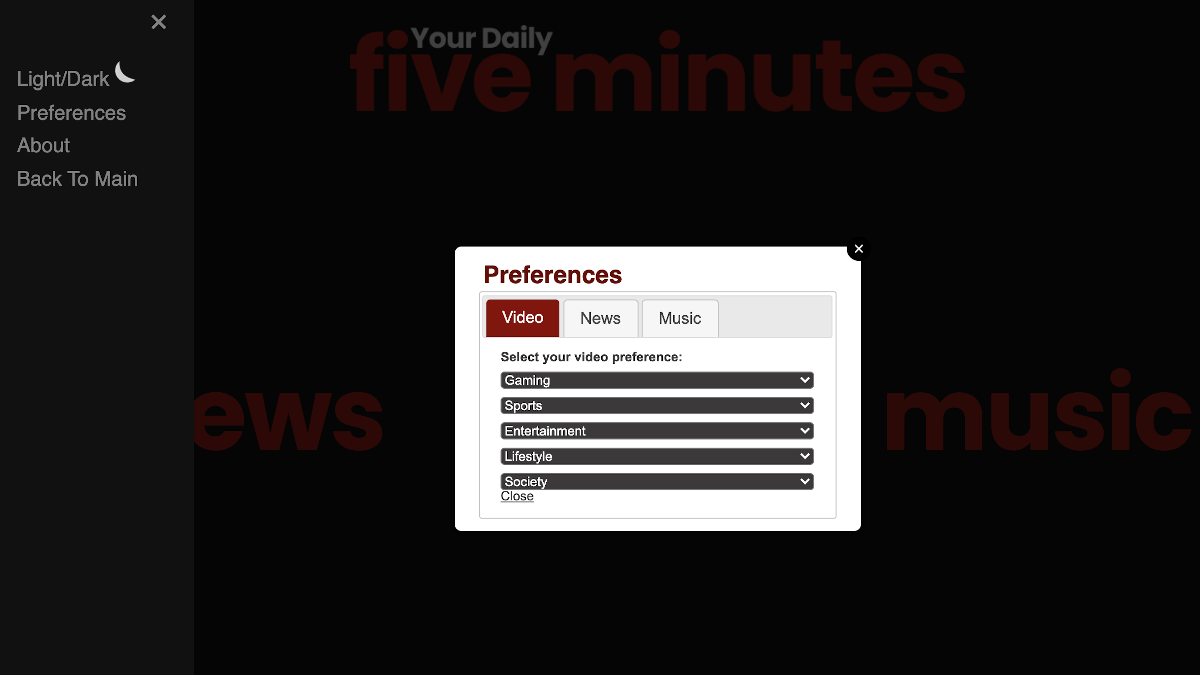 Light/Dark
Preferences
About
Back To Main
Your Daily
five minutes
ews
music
Preferences
Video
News
Music
Select your video preference:
Gaming
Sports
Entertainment
Lifestyle
Society
Close